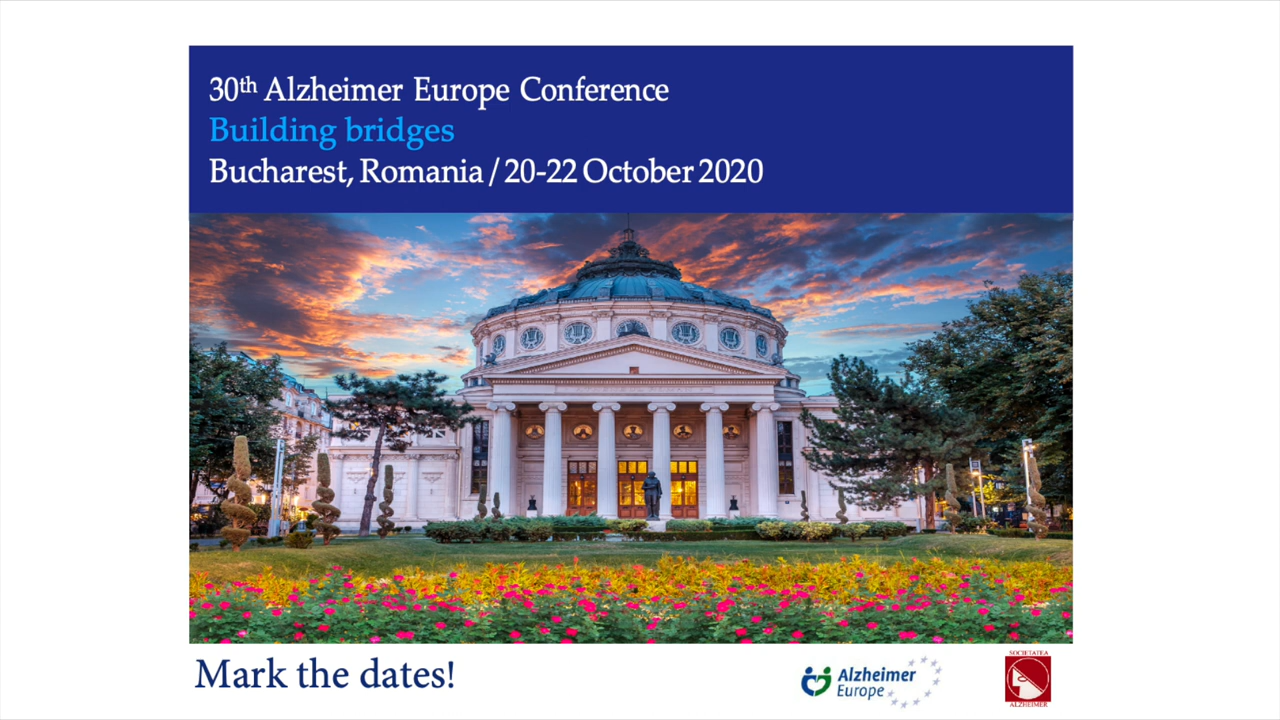 30th Alzheimer Europe Conference
Building bridges
Bucharest, Romania / 20-22 October 2020
Mark the dates!
Alzheimer
Europe
SOCIETATEA
ALZHEIMER